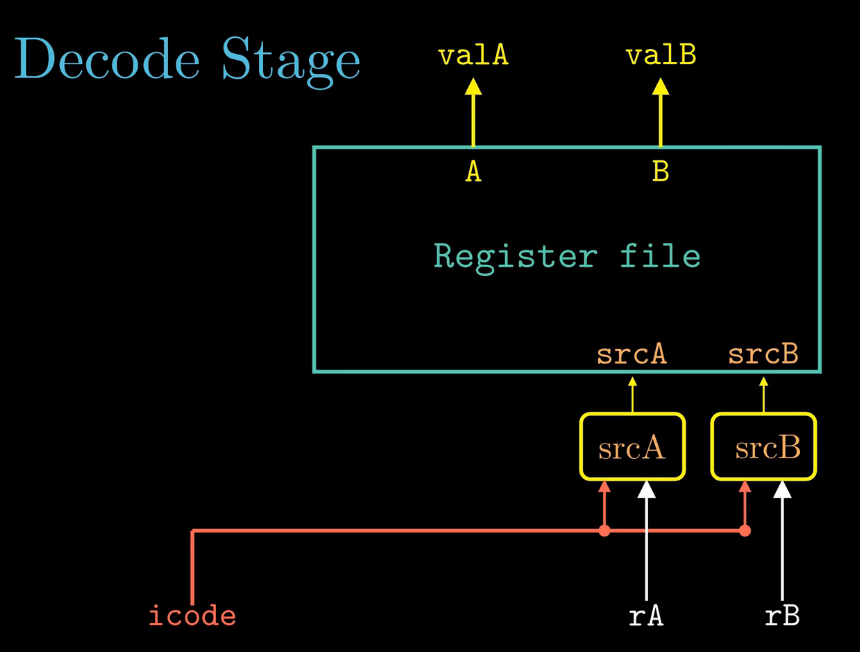 Decode Stage
valA valB
A B
Register file
srcA srcB
srcA srcB
icode rA rB